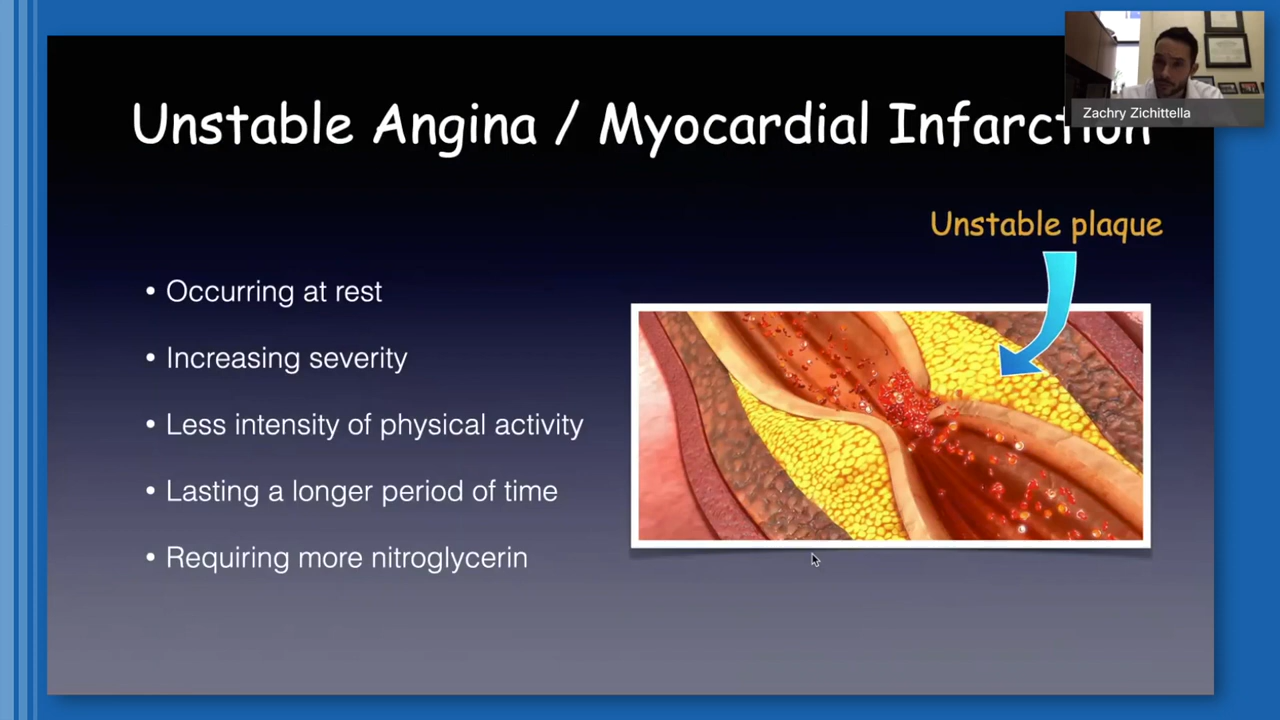 Unstable Angina / Myocardial Infarction
Zachry Zichittella
Unstable plaque
• Occurring at rest
• Increasing severity
• Less intensity of physical activity
• Lasting a longer period of time
• Requiring more nitroglycerin